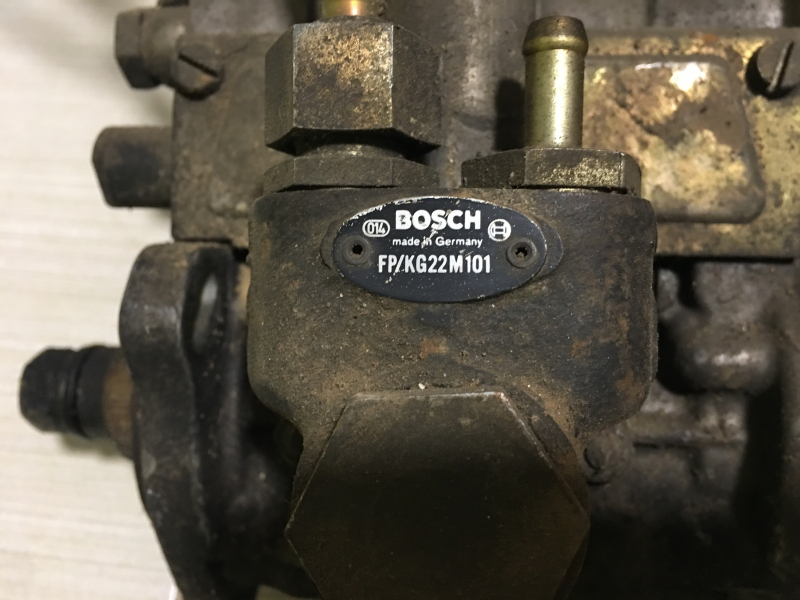 014 BOSCH
made in Germany
FP/KG22M101